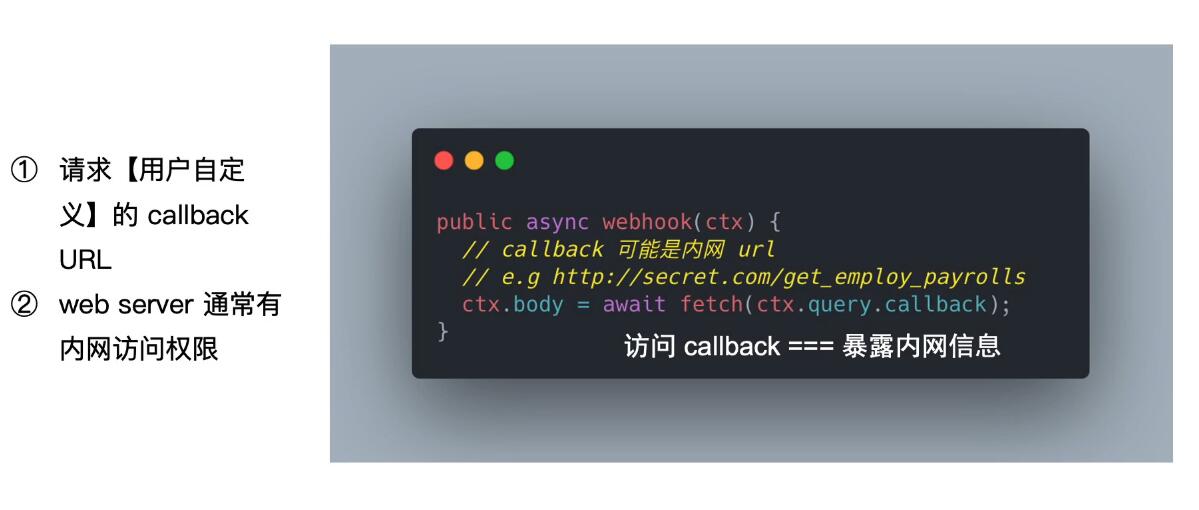 ① 请求【用户自定
义】的 callback
URL
② web server 通常有
内网访问权限
public async webhook(ctx) {
// callback 可能是内网 url
// e.g http://secret.com/get_employ_payrolls
ctx.body = await fetch(ctx.query.callback);
}
访问 callback === 暴露内网信息